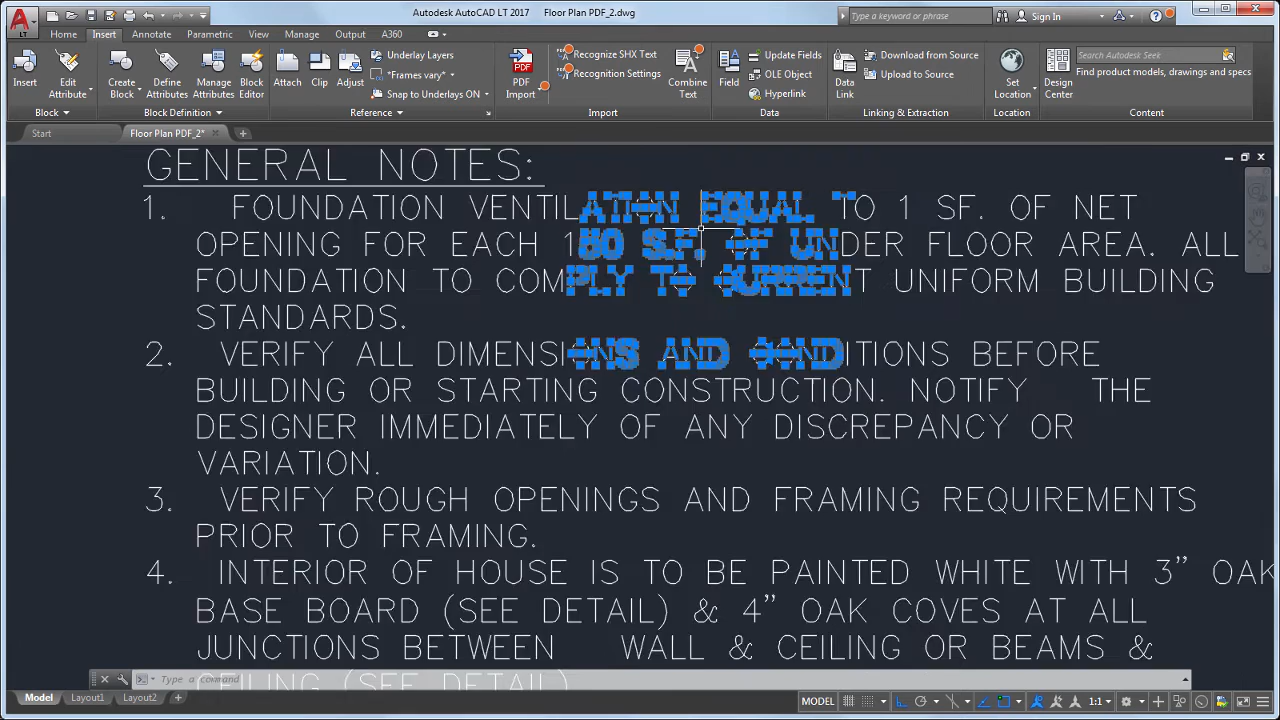 Autodesk AutoCAD LT 2017 Floor Plan PDF_2.dwg
Type a keyword or phrase
Sign In
LT
Home Insert Annotate Parametric View Manage Output A360
Insert
Edit Attribute
Create Block
Define Attributes
Manage Attributes
Block Editor
Attach
Clip
Adjust
Underlay Layers
*Frames vary*
Snap to Underlays ON
PDF Import
Recognize SHX Text
Recognition Settings
Combine Text
Field
Update Fields
OLE Object
Hyperlink
Data Link
Download from Source
Upload to Source
Set Location
Design Center
Search Autodesk Seek
Find product models, drawings and specs
Block Block Definition Reference Import Data Linking & Extraction Location Content
Start Floor Plan PDF_2*
GENERAL NOTES:
1. FOUNDATION VENTILATION EQUAL TO 1 SF. OF NET
OPENING FOR EACH 150 S.F. OF UNDER FLOOR AREA. ALL
FOUNDATION TO COMPLY TO CURRENT UNIFORM BUILDING
STANDARDS.
2. VERIFY ALL DIMENSIONS AND CONDITIONS BEFORE
BUILDING OR STARTING CONSTRUCTION. NOTIFY THE
DESIGNER IMMEDIATELY OF ANY DISCREPANCY OR
VARIATION.
3. VERIFY ROUGH OPENINGS AND FRAMING REQUIREMENTS
PRIOR TO FRAMING.
4. INTERIOR OF HOUSE IS TO BE PAINTED WHITE WITH 3" OAK
BASE BOARD (SEE DETAIL) & 4" OAK COVES AT ALL
JUNCTIONS BETWEEN WALL & CEILING OR BEAMS &
CEILING (SEE DETAIL)
Type a command
Model Layout1 Layout2
MODEL 1:1